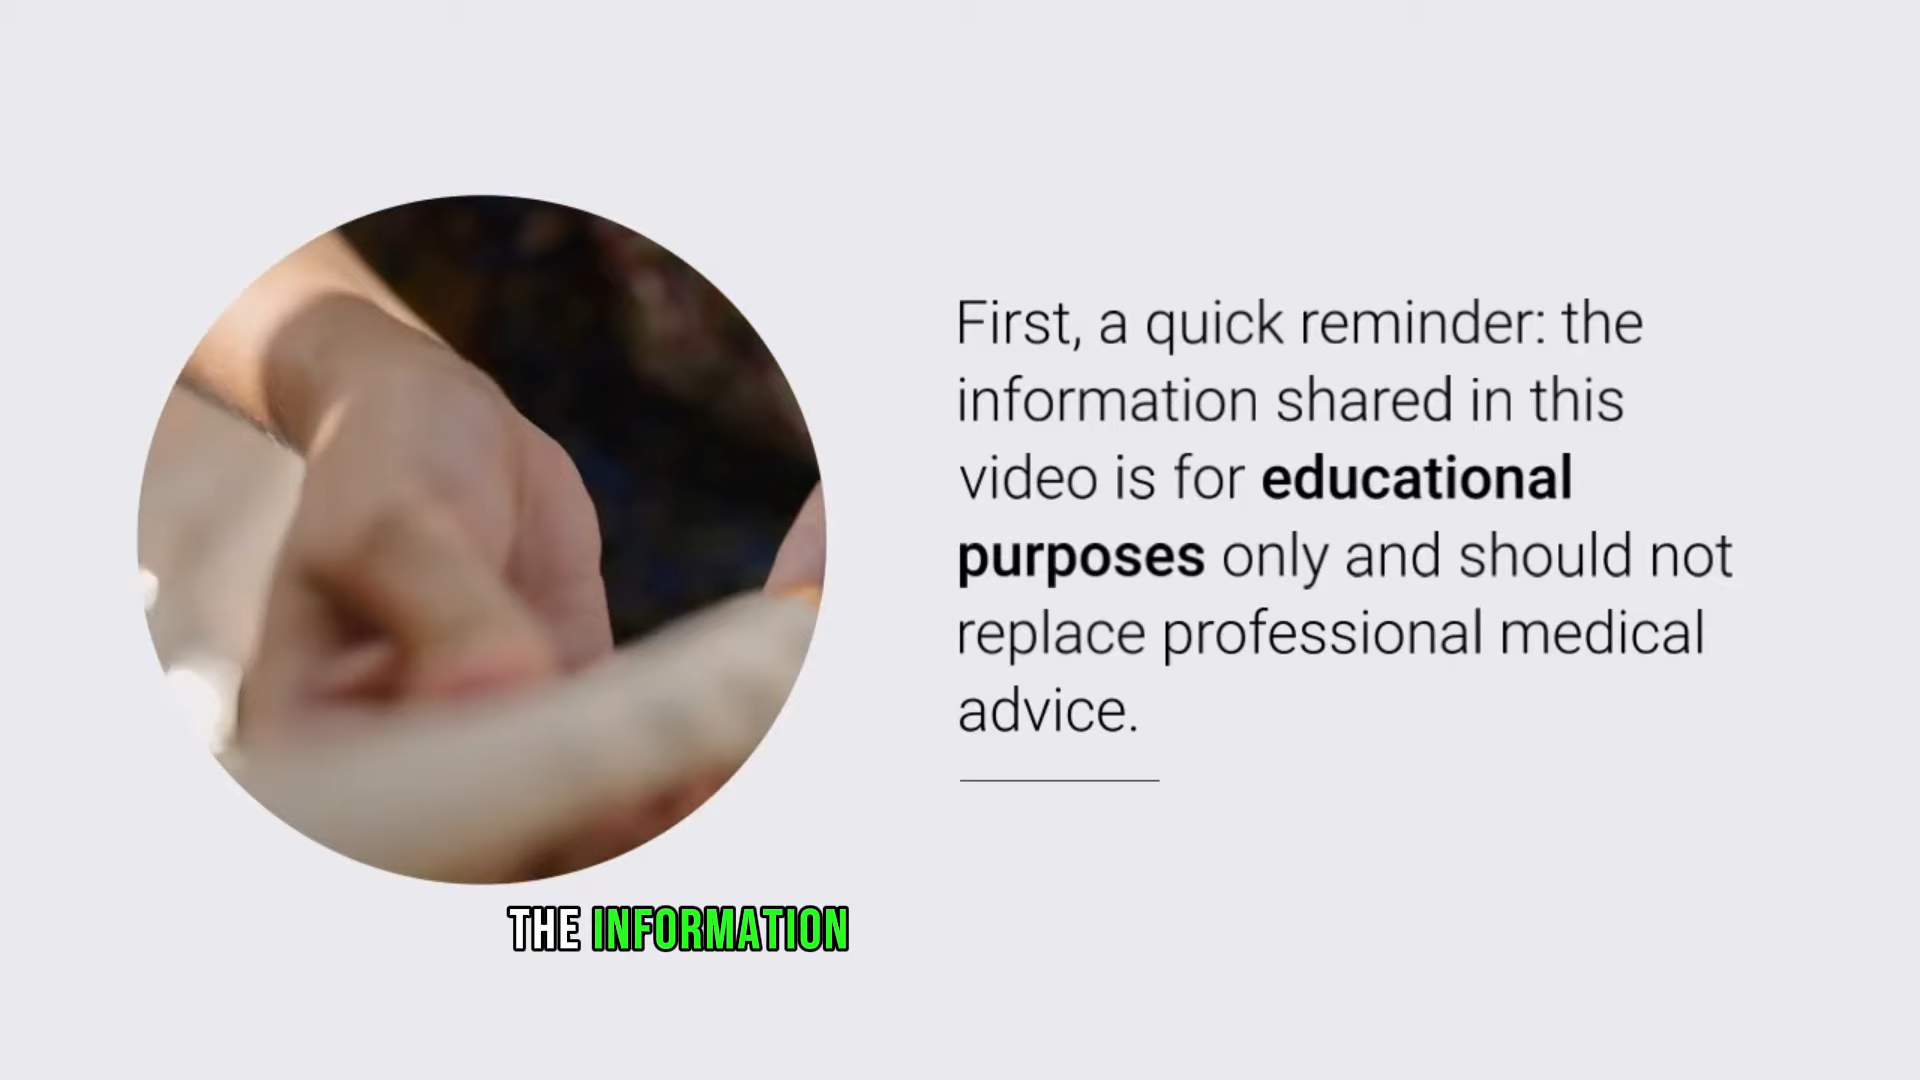 First, a quick reminder: the
information shared in this
video is for educational
purposes only and should not
replace professional medical
advice.
THE INFORMATION